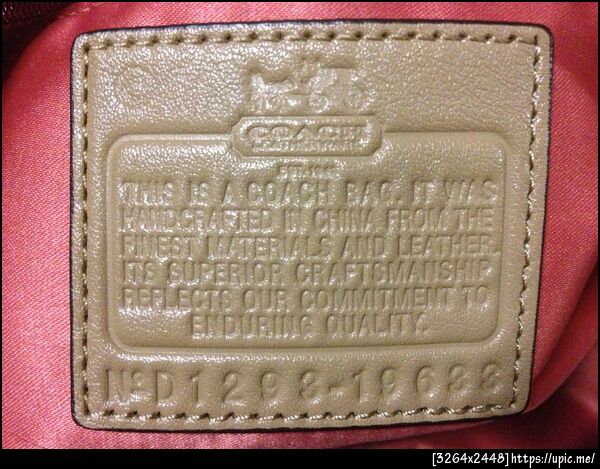 COACH
THIS IS A COACH BAG. IT WAS
HANDCRAFTED IN CHINA FROM THE
FINEST MATERIALS AND LEATHER.
ITS SUPERIOR CRAFTSMANSHIP
REFLECTS OUR COMMITMENT TO
ENDURING QUALITY.
NºD1293-19633
[3264x2448]https://upic.me/